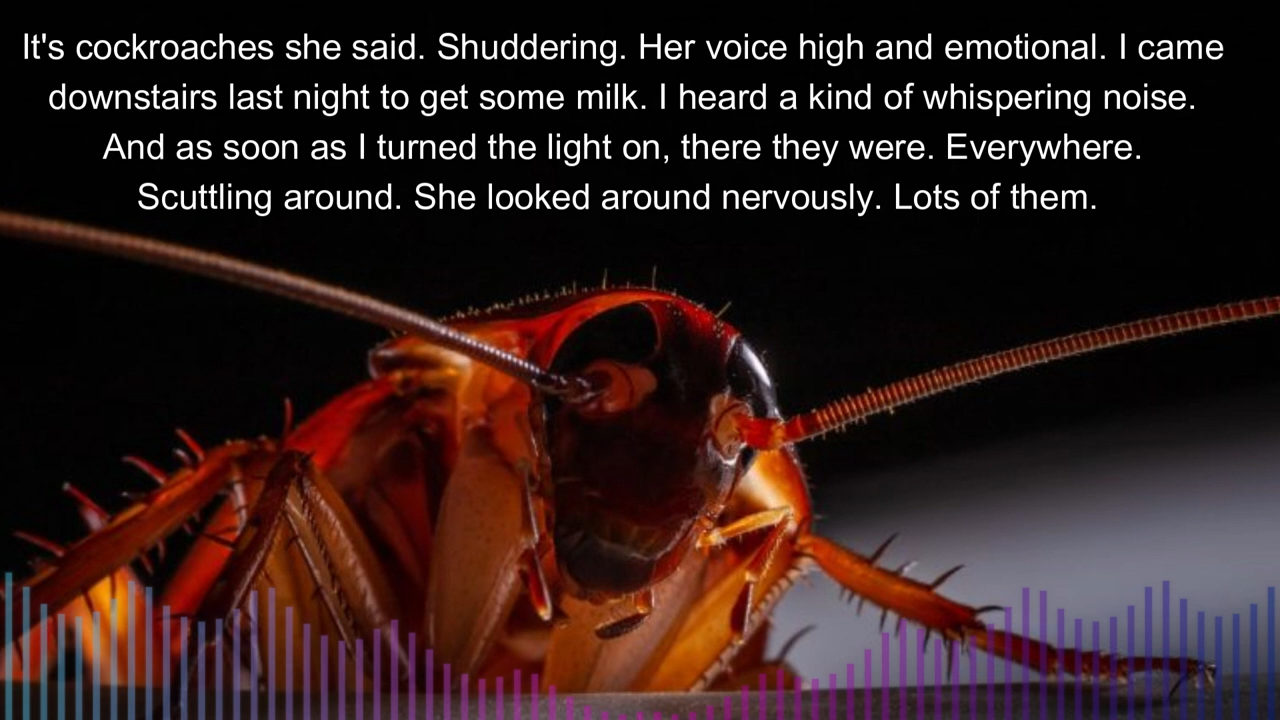 It's cockroaches she said. Shuddering. Her voice high and emotional. I came
downstairs last night to get some milk. I heard a kind of whispering noise.
And as soon as I turned the light on, there they were. Everywhere.
Scuttling around. She looked around nervously. Lots of them.